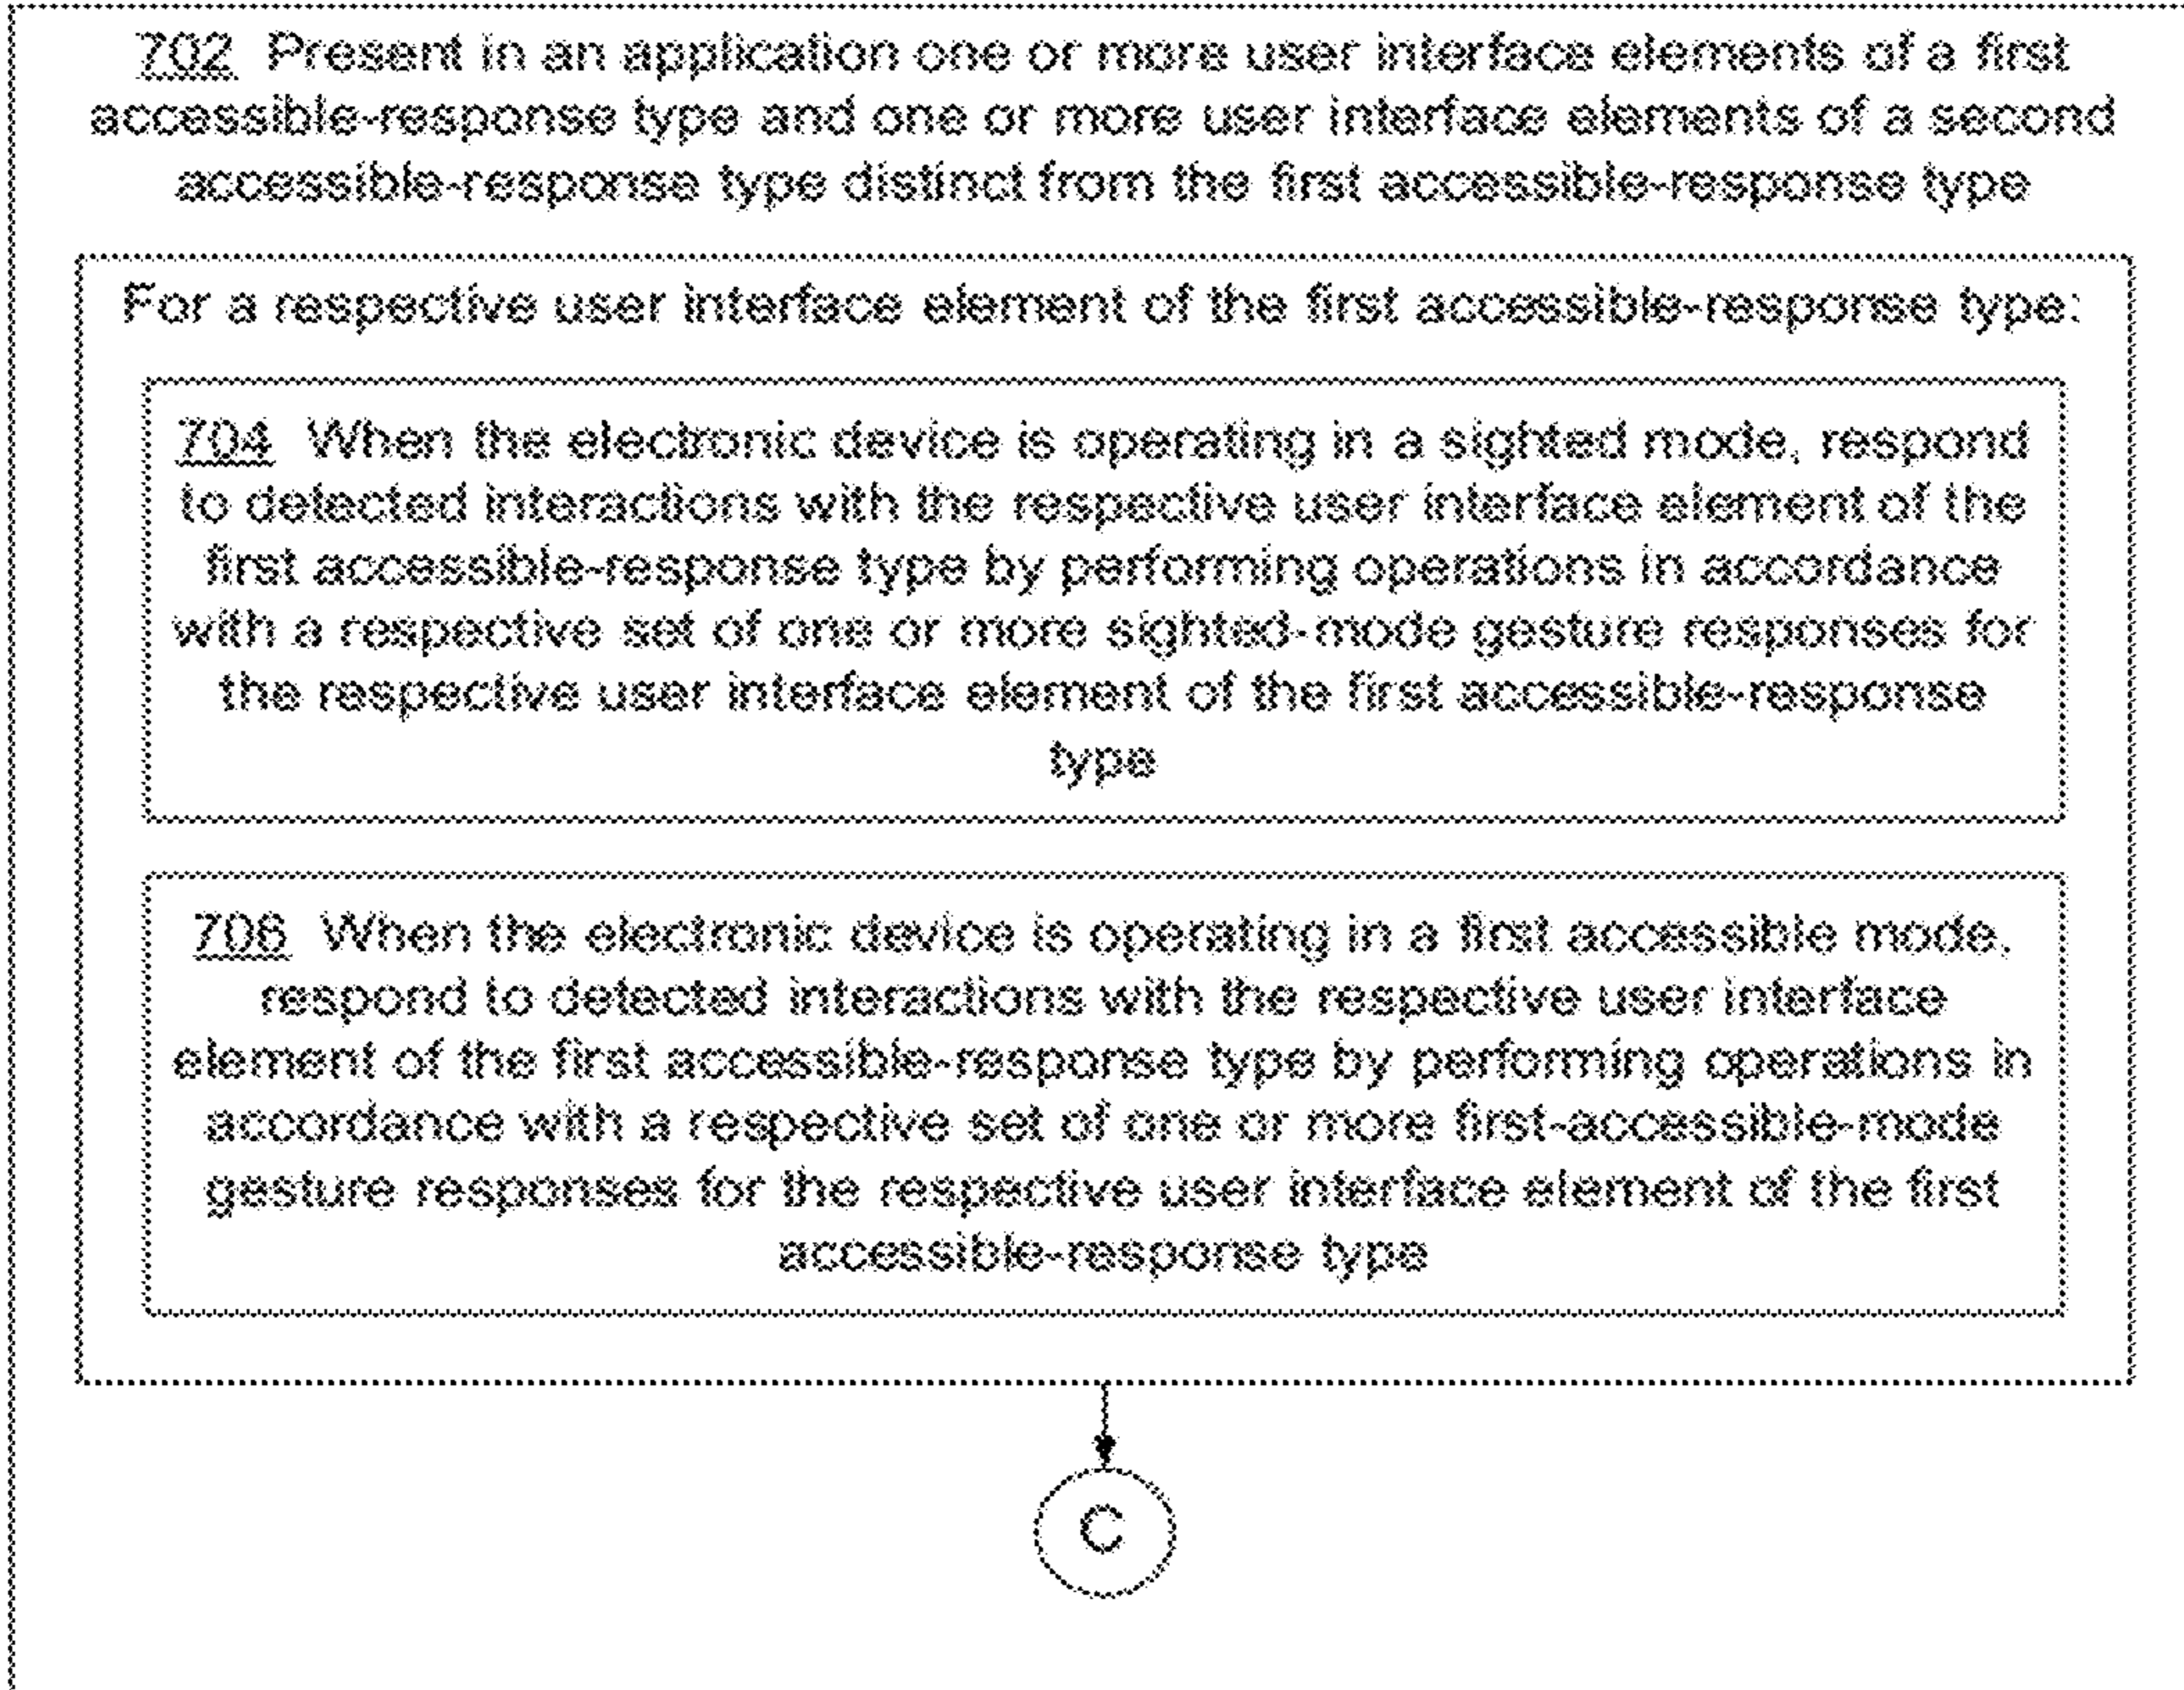 702 Present in an application one or more user interface elements of a first
accessible-response type and one or more user interface elements of a second
accessible-response type distinct from the first accessible-response type
For a respective user interface element of the first accessible-response type:
704 When the electronic device is operating in a sighted mode, respond
to detected interactions with the respective user interface element of the
first accessible-response type by performing operations in accordance
with a respective set of one or more sighted-mode gesture responses for
the respective user interface element of the first accessible-response
type
706 When the electronic device is operating in a first accessible mode,
respond to detected interactions with the respective user interface
element of the first accessible-response type by performing operations in
accordance with a respective set of one or more first-accessible-mode
gesture responses for the respective user interface element of the first
accessible-response type
C